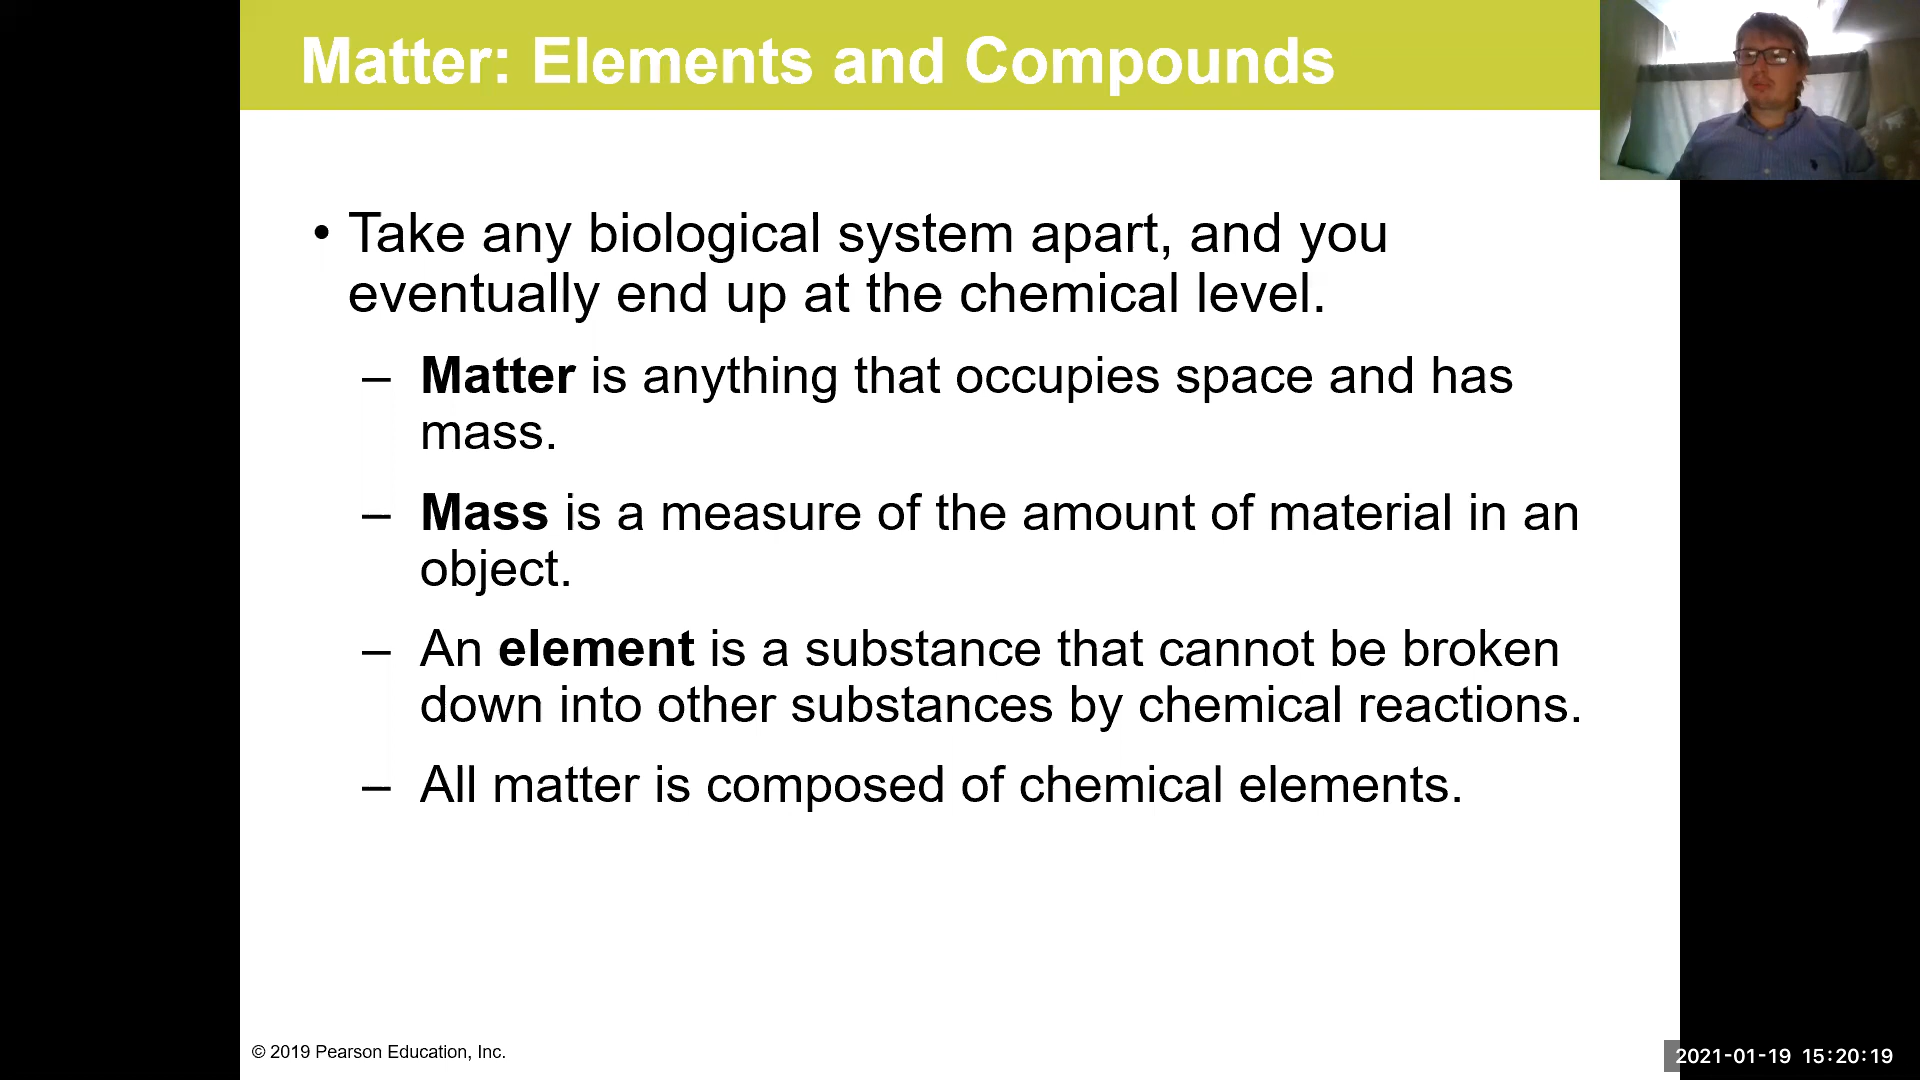 Matter: Elements and Compounds
• Take any biological system apart, and you
eventually end up at the chemical level.
– Matter is anything that occupies space and has
mass.
– Mass is a measure of the amount of material in an
object.
– An element is a substance that cannot be broken
down into other substances by chemical reactions.
– All matter is composed of chemical elements.
© 2019 Pearson Education, Inc.
2021-01-19 15:20:19